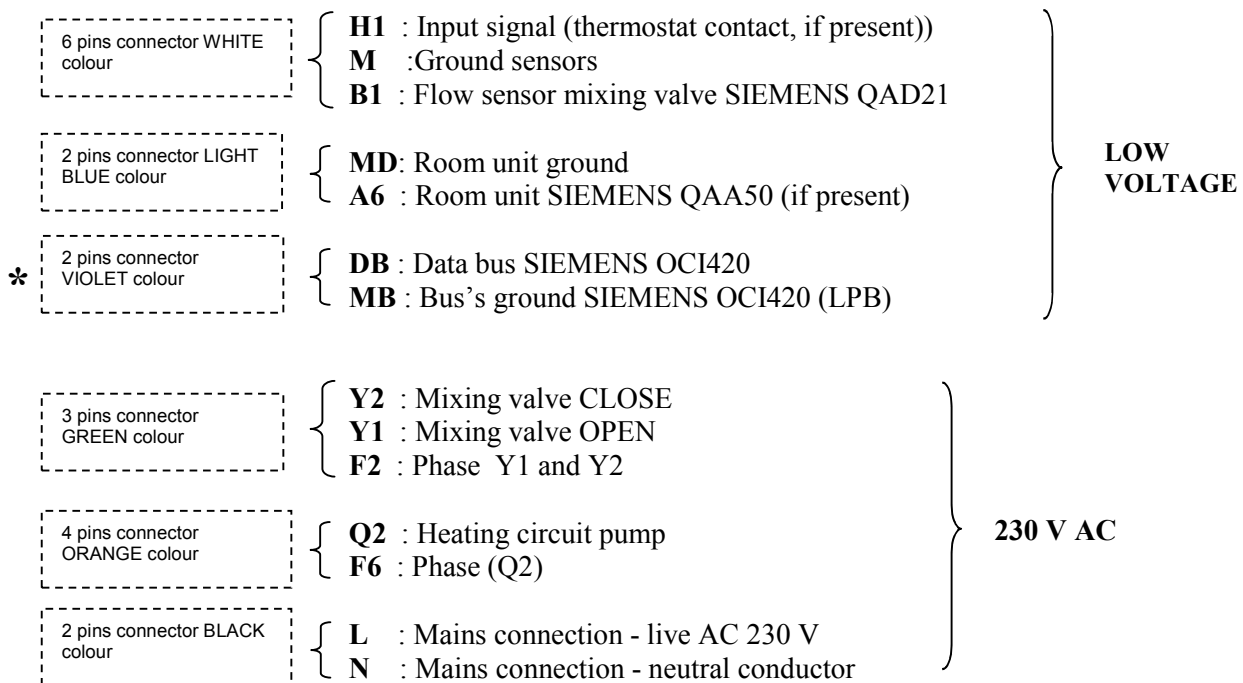 6 pins connector WHITE
colour
H1 : Input signal (thermostat contact, if present))
M :Ground sensors
B1 : Flow sensor mixing valve SIEMENS QAD21
2 pins connector LIGHT
BLUE colour
MD: Room unit ground
A6 : Room unit SIEMENS QAA50 (if present)
LOW
VOLTAGE
*
2 pins connector
VIOLET colour
DB : Data bus SIEMENS OCI420
MB : Bus’s ground SIEMENS OCI420 (LPB)
3 pins connector
GREEN colour
Y2 : Mixing valve CLOSE
Y1 : Mixing valve OPEN
F2 : Phase Y1 and Y2
4 pins connector
ORANGE colour
Q2 : Heating circuit pump
F6 : Phase (Q2)
230 V AC
2 pins connector BLACK
colour
L : Mains connection - live AC 230 V
N : Mains connection - neutral conductor